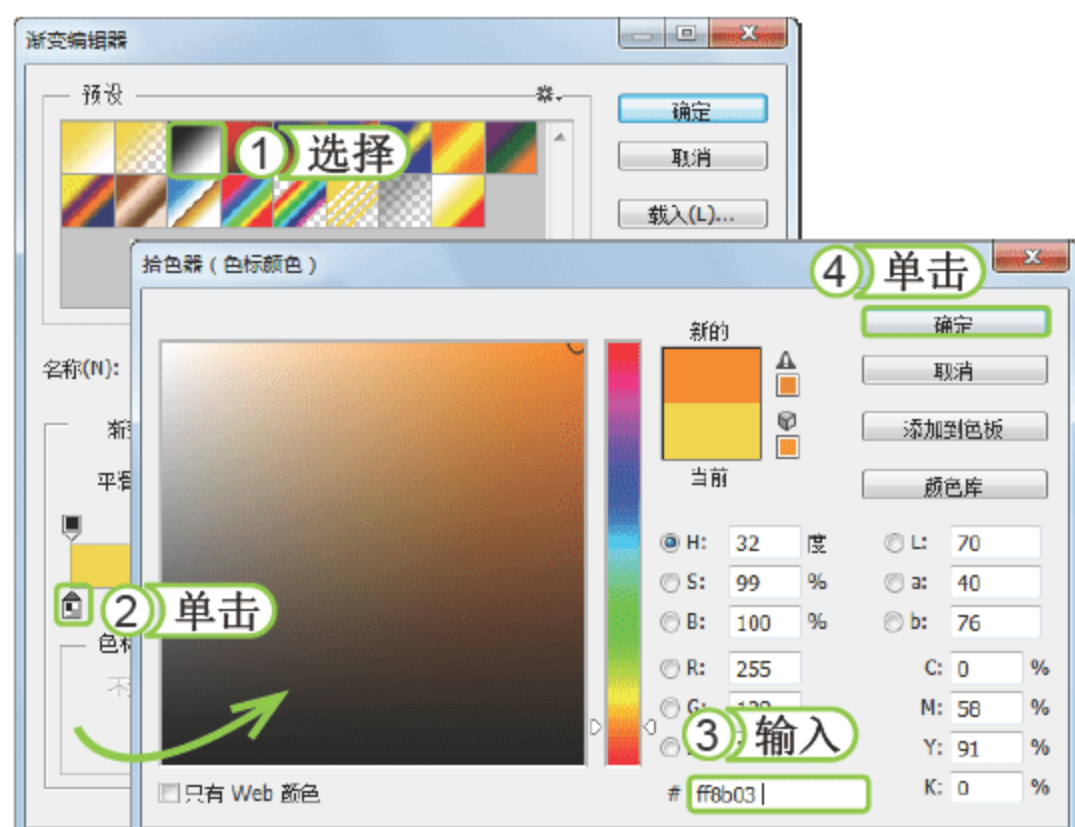 渐变编辑器
预设
① 选择
确定
取消
载入(L)...
拾色器（色标颜色）
④ 单击
新的
确定
名称(N):
取消
添加到色板
当前
颜色库
平滑
H: 32 度
L: 70
S: 99 %
a: 40
② 单击
B: 100 %
b: 76
色标
R: 255
C: 0 %
G:
M: 58 %
③ 输入
Y: 91 %
只有 Web 颜色
# ff8b03
K: 0 %